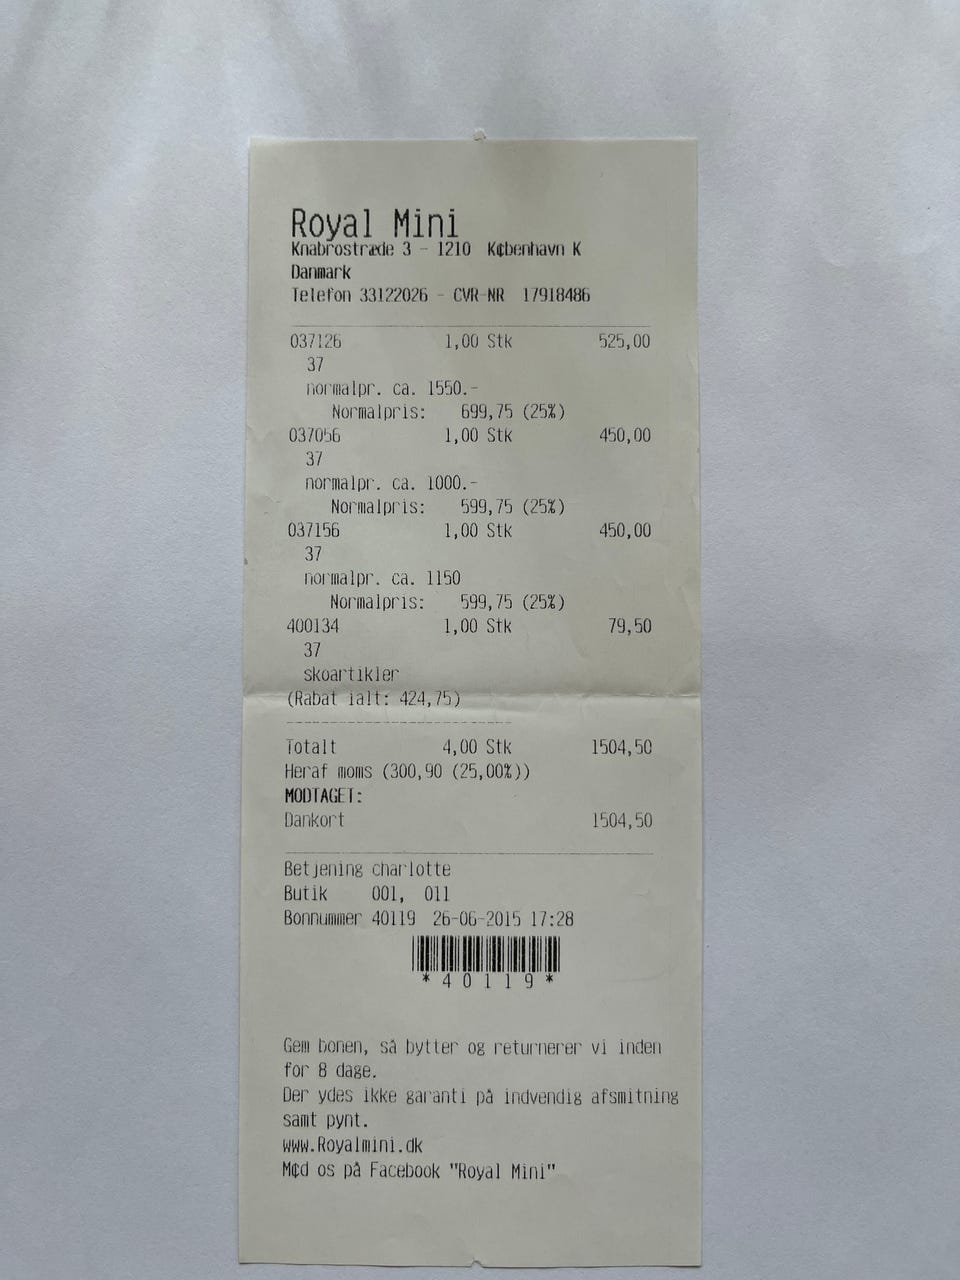 Royal Mini
Knabrostræde 3 - 1210 K¢benhavn K
Danmark
Telefon 33122026 - CVR-NR 17918486
037126 1,00 Stk 525,00
37
normalpr. ca. 1550.-
Normalpris: 699,75 (25%)
037056 1,00 Stk 450,00
37
normalpr. ca. 1000.-
Normalpris: 599,75 (25%)
037156 1,00 Stk 450,00
37
normalpr. ca. 1150
Normalpris: 599,75 (25%)
400134 1,00 Stk 79,50
37
skoartikler
(Rabat ialt: 424,75)
Totalt 4,00 Stk 1504,50
Heraf moms (300,90 (25,00%))
MODTAGET:
Dankort 1504,50
Betjening charlotte
Butik 001, 011
Bonnummer 40119 26-06-2015 17:28
*40119*
Gem bonen, så bytter og returnerer vi inden
for 8 dage.
Der ydes ikke garanti på indvendig afsmitning
samt pynt.
www.Royalmini.dk
M¢d os på Facebook "Royal Mini"